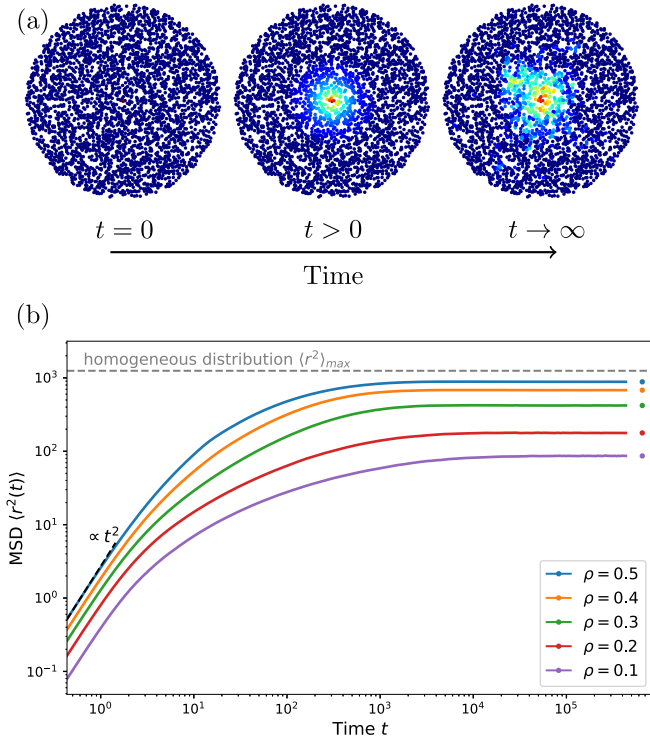 (a)
t = 0
t > 0
t → ∞
Time
(b)
homogeneous distribution ⟨r²⟩max
10³
10²
10¹
10⁰
10⁻¹
MSD ⟨r²(t)⟩
∝ t²
ρ = 0.5
ρ = 0.4
ρ = 0.3
ρ = 0.2
ρ = 0.1
10⁰ 10¹ 10² 10³ 10⁴ 10⁵
Time t